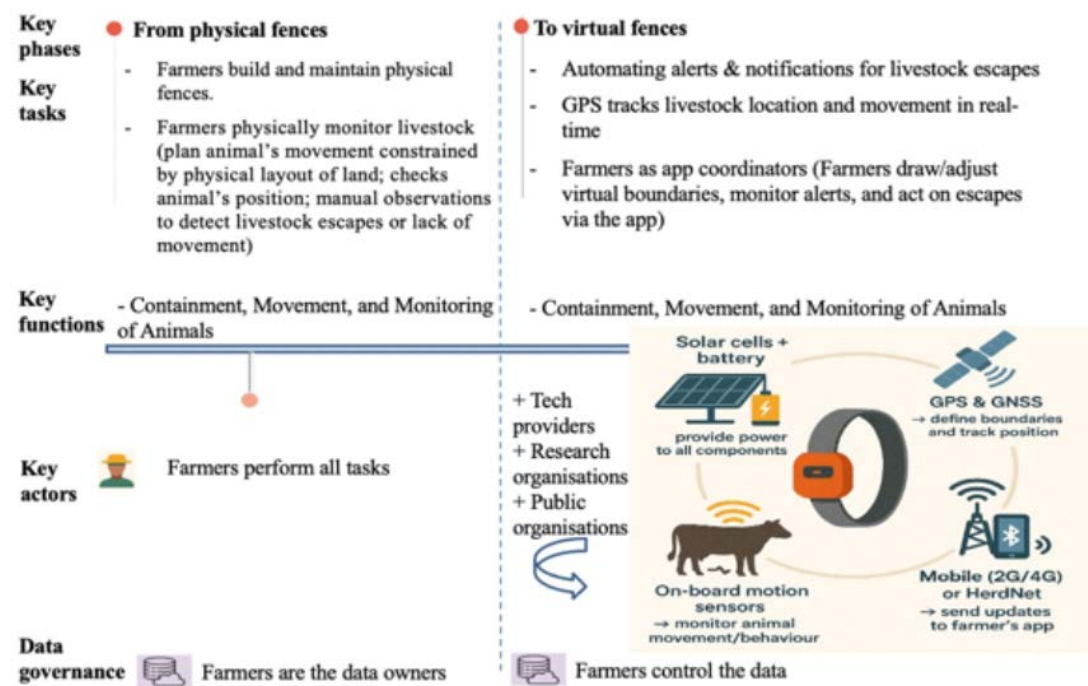 Key phases
From physical fences
To virtual fences
Key tasks
- Farmers build and maintain physical
fences.
- Farmers physically monitor livestock
(plan animal's movement constrained
by physical layout of land; checks
animal's position; manual observations
to detect livestock escapes or lack of
movement)
- Automating alerts & notifications for livestock escapes
- GPS tracks livestock location and movement in real-
time
- Farmers as app coordinators (Farmers draw/adjust
virtual boundaries, monitor alerts, and act on escapes
via the app)
Key functions
- Containment, Movement, and Monitoring
of Animals
- Containment, Movement, and Monitoring of Animals
Key actors
Farmers perform all tasks
+ Tech
providers
+ Research
organisations
+ Public
organisations
Solar cells +
battery
provide power
to all components
GPS & GNSS
→ define boundaries
and track position
On-board motion
sensors
→ monitor animal
movement/behaviour
Mobile (2G/4G)
or HerdNet
→ send updates
to farmer's app
Data governance
Farmers are the data owners
Farmers control the data